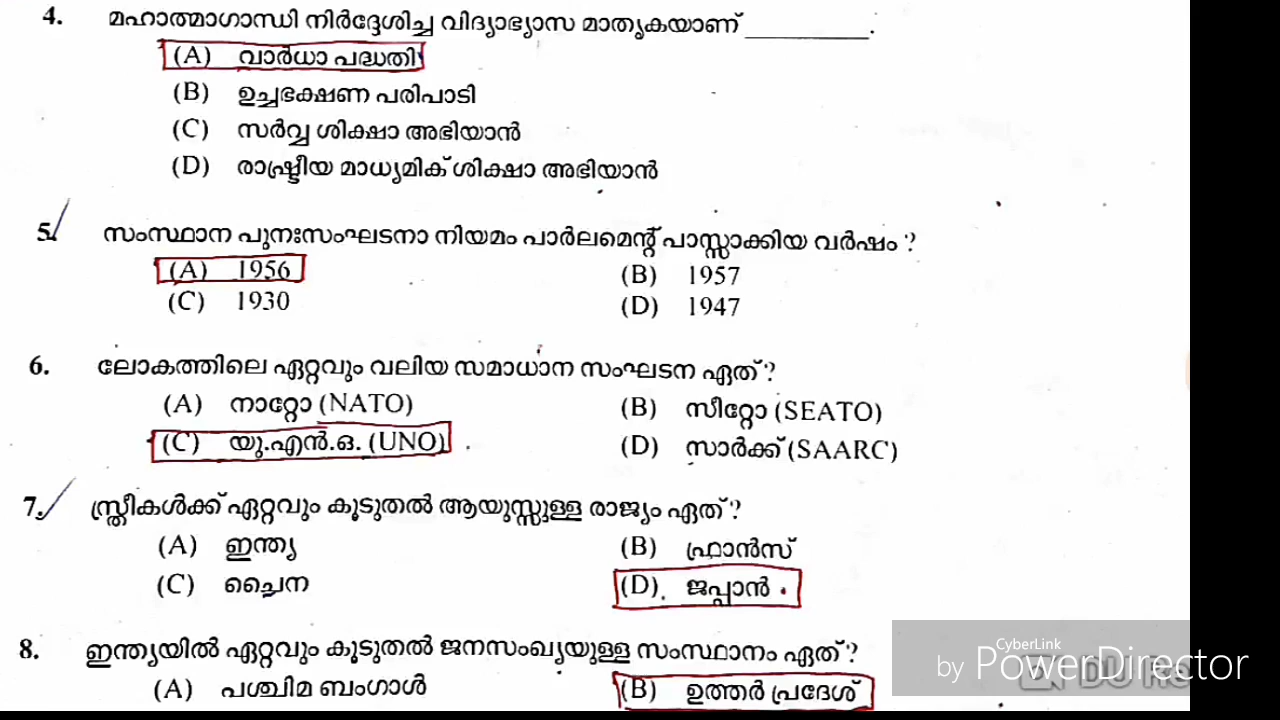 4. മഹാത്മാഗാന്ധി നിർദ്ദേശിച്ച വിദ്യാഭ്യാസ മാതൃകയാണ് __________.
(A) വാർധാ പദ്ധതി
(B) ഉച്ചഭക്ഷണ പരിപാടി
(C) സർവ്വ ശിക്ഷാ അഭിയാൻ
(D) രാഷ്ട്രീയ മാധ്യമിക് ശിക്ഷാ അഭിയാൻ
5. സംസ്ഥാന പുനഃസംഘടനാ നിയമം പാർലമെന്റ് പാസ്സാക്കിയ വർഷം ?
(A) 1956 (B) 1957
(C) 1930 (D) 1947
6. ലോകത്തിലെ ഏറ്റവും വലിയ സമാധാന സംഘടന ഏത് ?
(A) നാറ്റോ (NATO) (B) സീറ്റോ (SEATO)
(C) യു.എൻ.ഒ. (UNO) (D) സാർക്ക് (SAARC)
7. സ്ത്രീകൾക്ക് ഏറ്റവും കൂടുതൽ ആയുസ്സുള്ള രാജ്യം ഏത് ?
(A) ഇന്ത്യ (B) ഫ്രാൻസ്
(C) ചൈന (D) ജപ്പാൻ
8. ഇന്ത്യയിൽ ഏറ്റവും കൂടുതൽ ജനസംഖ്യയുള്ള സംസ്ഥാനം ഏത് ?
(A) പശ്ചിമ ബംഗാൾ (B) ഉത്തർ പ്രദേശ്
CyberLink
by PowerDirector